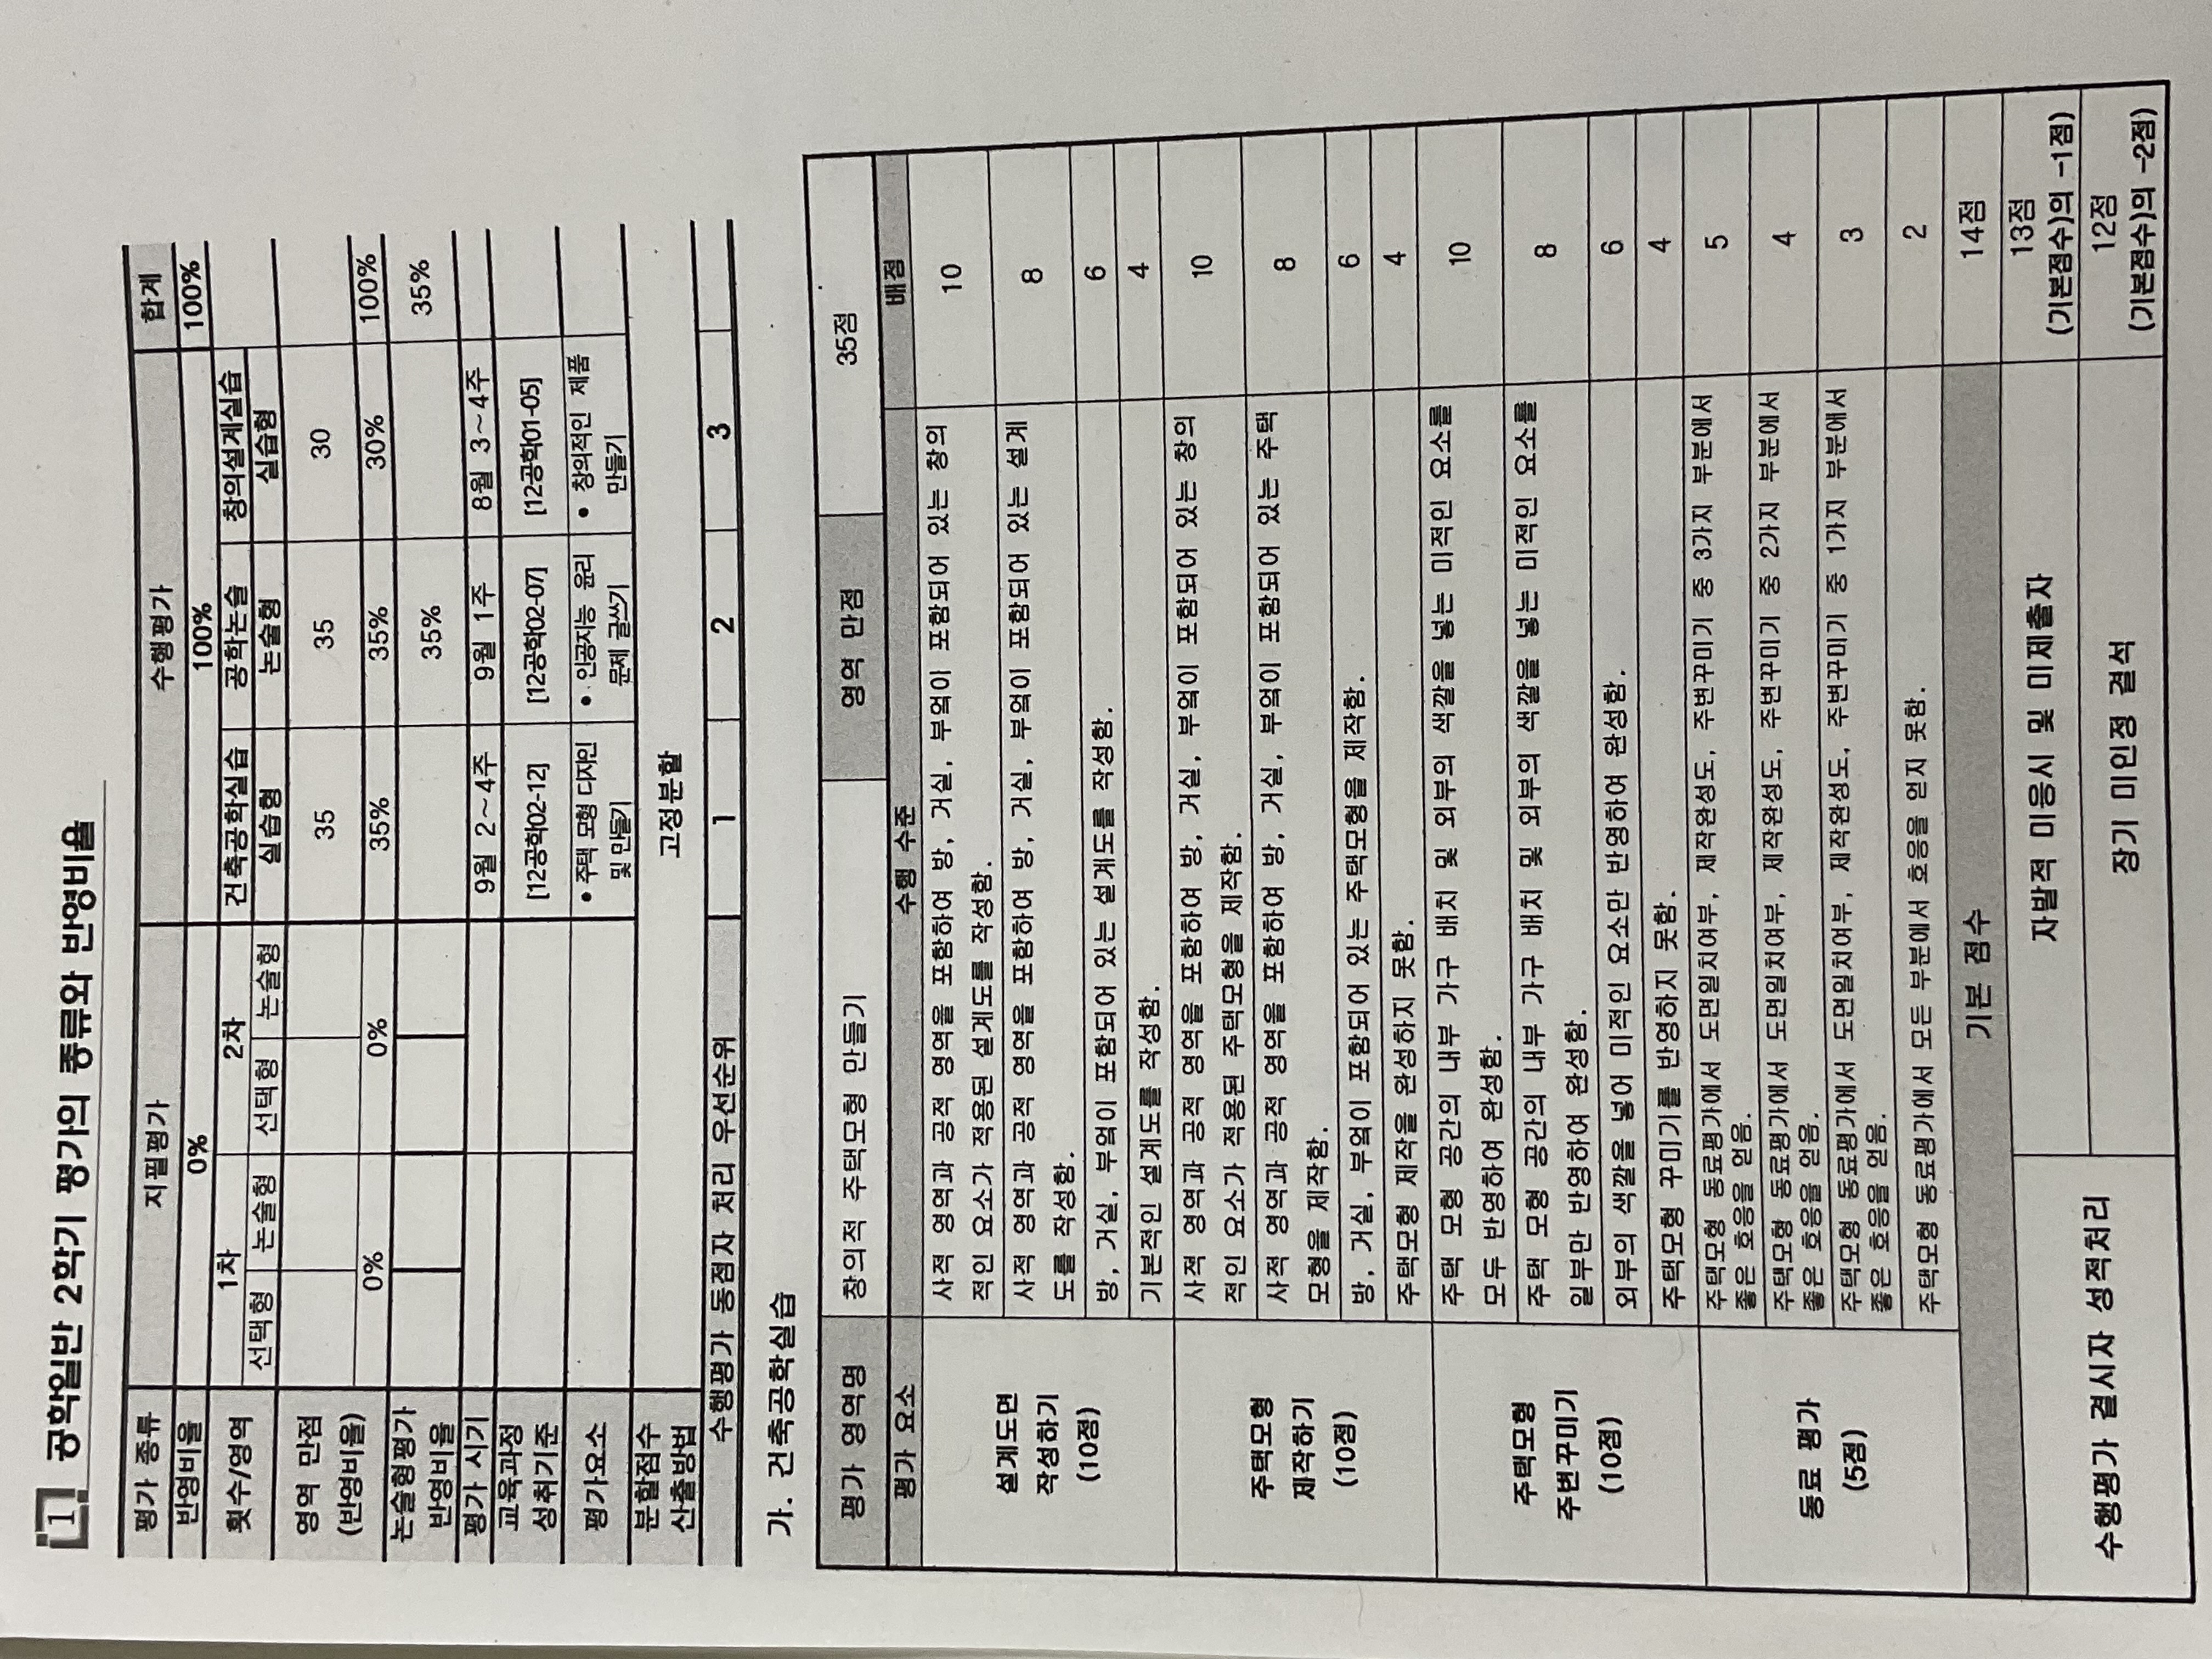 1 공학일반 2학기 평가의 종류와 반영비율
평가 종류 지필평가 수행평가 합계
반영비율 0% 100% 100%
횟수/영역 1차 2차 건축공학실습 공학논술 창의설계실습
선택형 논술형 선택형 논술형 실습형 논술형 실습형
영역 만점
(반영비율)
35 35 30
0% 0% 35% 35% 30% 100%
논술형평가
반영비율
35% 35%
평가 시기 9월 2~4주 9월 1주 8월 3~4주
교육과정
성취기준
[12공학02-12] [12공학02-07] [12공학01-05]
평가요소
• 주택 모형 디자인
및 만들기
• 인공지능 윤리
문제 글쓰기
• 창의적인 제품
만들기
분할점수
산출방법
고정분할
수행평가 동점자 처리 우선순위 1 2 3
가. 건축공학실습
평가 영역명 창의적 주택모형 만들기 영역 만점 35점
평가 요소 수행 수준 배점
설계도면
작성하기
(10점)
사적 영역과 공적 영역을 포함하여 방, 거실, 부엌이 포함되어 있는 창의
적인 요소가 적용된 설계도를 작성함.
10
사적 영역과 공적 영역을 포함하여 방, 거실, 부엌이 포함되어 있는 설계
도를 작성함.
8
방, 거실, 부엌이 포함되어 있는 설계도를 작성함. 6
기본적인 설계도를 작성함. 4
주택모형
제작하기
(10점)
사적 영역과 공적 영역을 포함하여 방, 거실, 부엌이 포함되어 있는 창의
적인 요소가 적용된 주택모형을 제작함.
10
사적 영역과 공적 영역을 포함하여 방, 거실, 부엌이 포함되어 있는 주택
모형을 제작함.
8
방, 거실, 부엌이 포함되어 있는 주택모형을 제작함. 6
주택모형 제작을 완성하지 못함. 4
주택모형
주변꾸미기
(10점)
주택 모형 공간의 내부 가구 배치 및 외부의 색깔을 넣는 미적인 요소를
모두 반영하여 완성함.
10
주택 모형 공간의 내부 가구 배치 및 외부의 색깔을 넣는 미적인 요소를
일부만 반영하여 완성함.
8
외부의 색깔을 넣어 미적인 요소만 반영하여 완성함. 6
주택모형 꾸미기를 반영하지 못함. 4
동료 평가
(5점)
주택모형 동료평가에서 도면일치여부, 제작완성도, 주변꾸미기 중 3가지 부분에서
좋은 호응을 얻음.
5
주택모형 동료평가에서 도면일치여부, 제작완성도, 주변꾸미기 중 2가지 부분에서
좋은 호응을 얻음.
4
주택모형 동료평가에서 도면일치여부, 제작완성도, 주변꾸미기 중 1가지 부분에서
좋은 호응을 얻음.
3
주택모형 동료평가에서 모든 부분에서 호응을 얻지 못함. 2
기본 점수 14점
수행평가 결시자 성적처리
자발적 미응시 및 미제출자
13점
(기본점수)의 -1점)
장기 미인정 결석
12점
(기본점수)의 -2점)